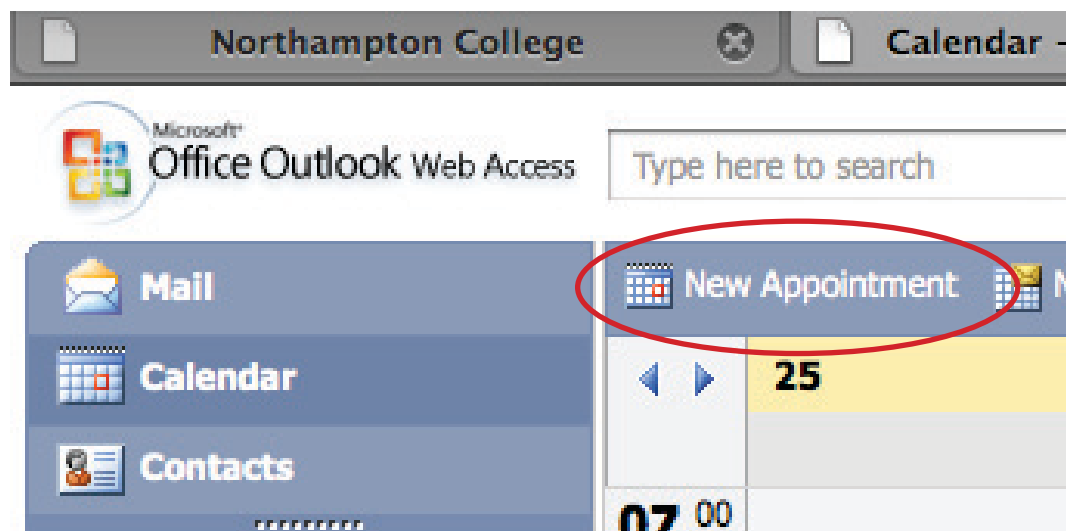 Northampton College
Calendar -
Microsoft®
Office Outlook Web Access
Type here to search
Mail
New Appointment
Calendar
25
Contacts
07 00